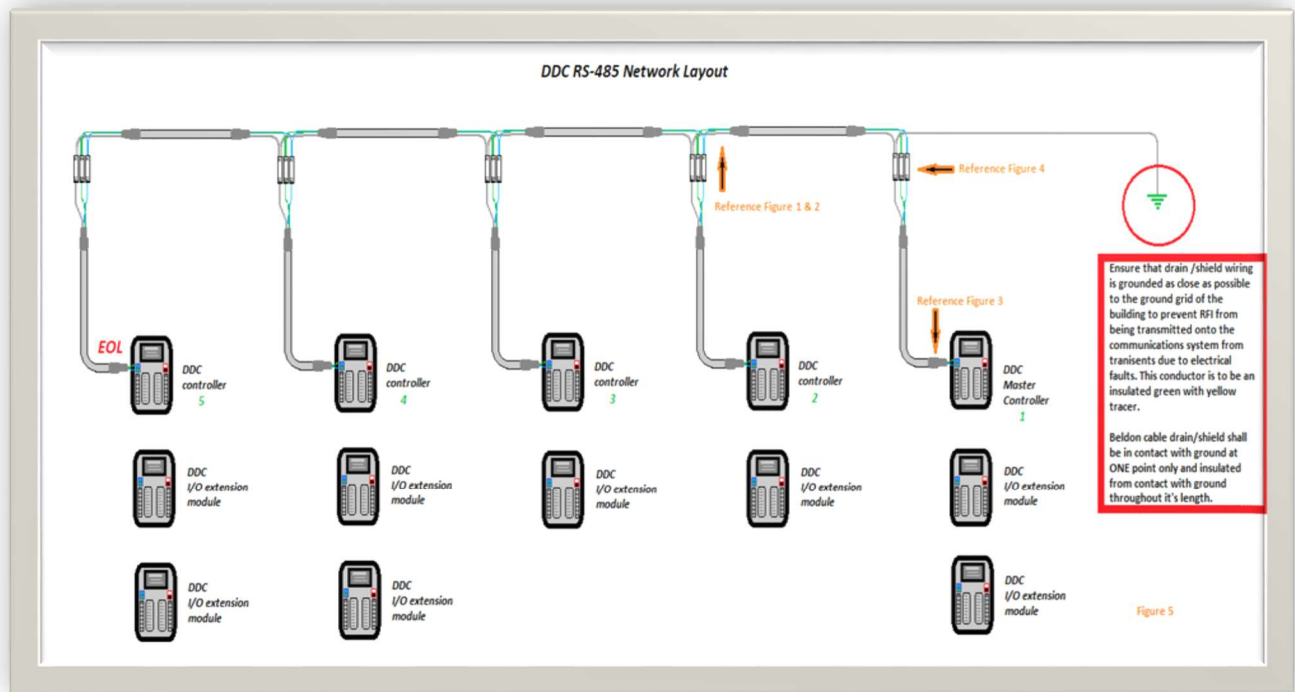 DDC RS-485 Network Layout
Reference Figure 4
Reference Figure 1 & 2
Reference Figure 3
Ensure that drain /shield wiring
is grounded as close as possible
to the ground grid of the
building to prevent RFI from
being transmitted onto the
communications system from
tranisents due to electrical
faults. This conductor is to be an
insulated green with yellow
tracer.
Beldon cable drain/shield shall
be in contact with ground at
ONE point only and insulated
from contact with ground
throughout it's length.
EOL
DDC
controller
5
DDC
controller
4
DDC
controller
3
DDC
controller
2
DDC
Master
Controller
1
DDC
I/O extension
module
DDC
I/O extension
module
DDC
I/O extension
module
DDC
I/O extension
module
DDC
I/O extension
module
DDC
I/O extension
module
DDC
I/O extension
module
DDC
I/O extension
module
Figure 5